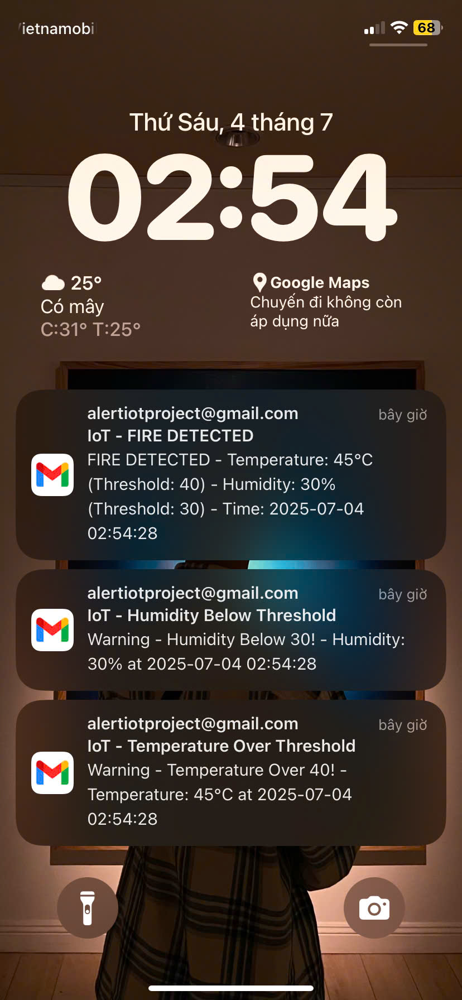 ietnamobi
68
Thứ Sáu, 4 tháng 7
02:54
25°
Có mây
C:31° T:25°
Google Maps
Chuyến đi không còn
áp dụng nữa
alertiotproject@gmail.com
bây giờ
IoT - FIRE DETECTED
FIRE DETECTED - Temperature: 45°C
(Threshold: 40) - Humidity: 30%
(Threshold: 30) - Time: 2025-07-04
02:54:28
alertiotproject@gmail.com
bây giờ
IoT - Humidity Below Threshold
Warning - Humidity Below 30! - Humidity:
30% at 2025-07-04 02:54:28
alertiotproject@gmail.com
bây giờ
IoT - Temperature Over Threshold
Warning - Temperature Over 40! -
Temperature: 45°C at 2025-07-04
02:54:28